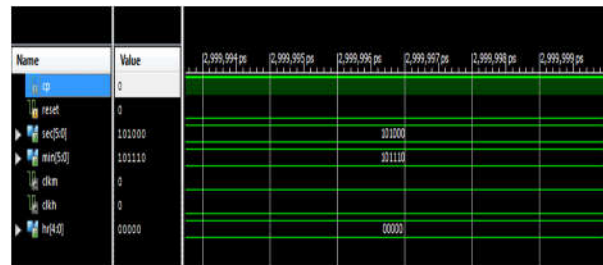 Name Value 2,999,994 ps 2,999,995 ps 2,999,996 ps 2,999,997 ps 2,999,998 ps 2,999,999 ps
cp 0
reset 0
sec[5:0] 101000 101000
min[5:0] 101110 101110
clkm 0
clkh 0
hr[4:0] 00000 00000